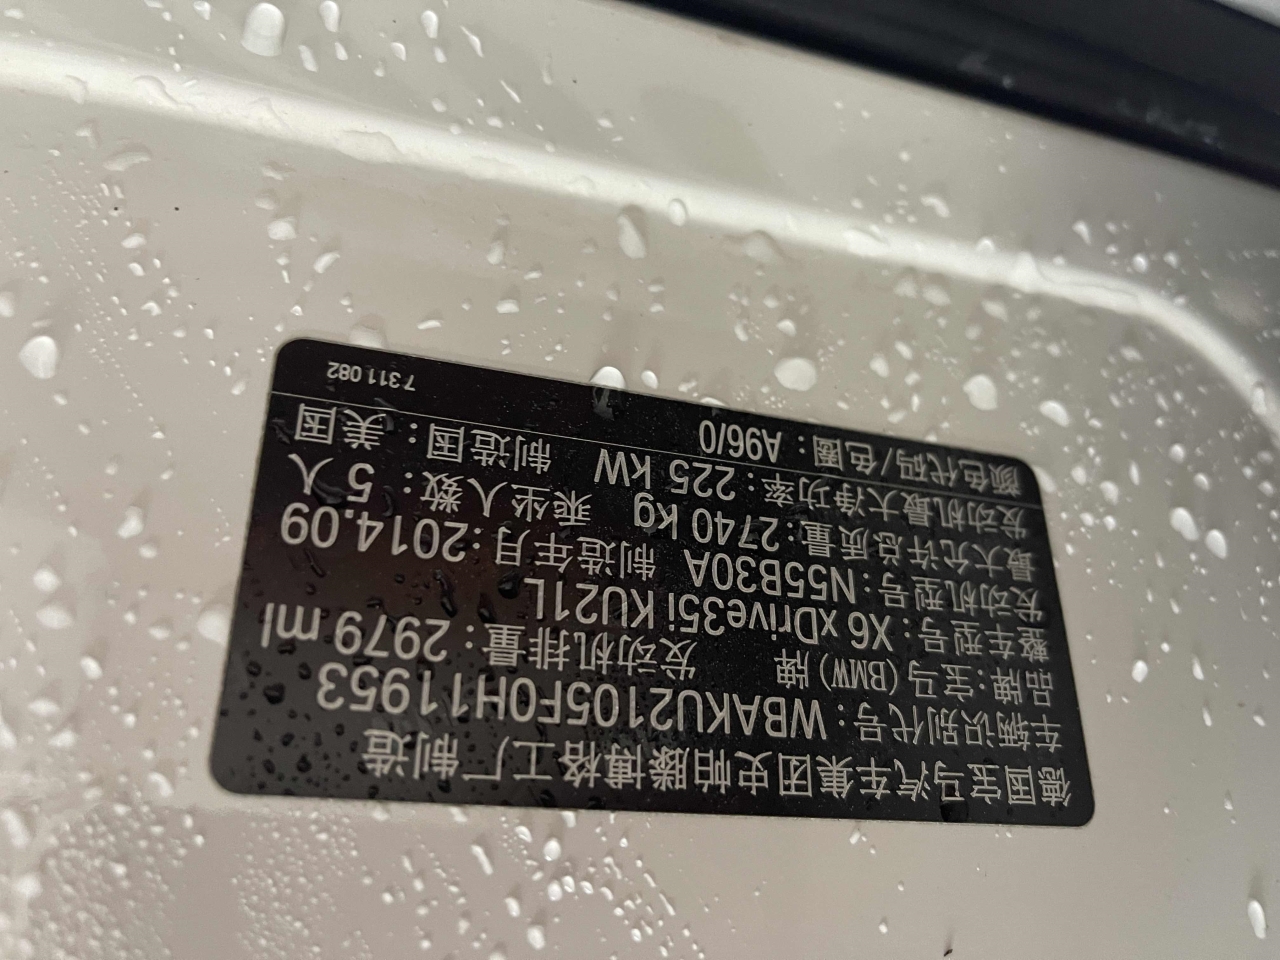 德国宝马汽车集团史帕滕博格工厂 制造
车辆识别代号: WBAKU2105F0H11953
品牌: 宝马 (BMW) 牌 发动机排量: 2979 ml
整车型号: X6 xDrive35i KU21L
发动机型号: N55B30A 制造年月: 2014.09
最大允许总质量: 2740 kg 乘坐人数: 5 人
发动机最大净功率: 225 kW 制造国: 美国
颜色代码/色圈: A96/0
7 311 082